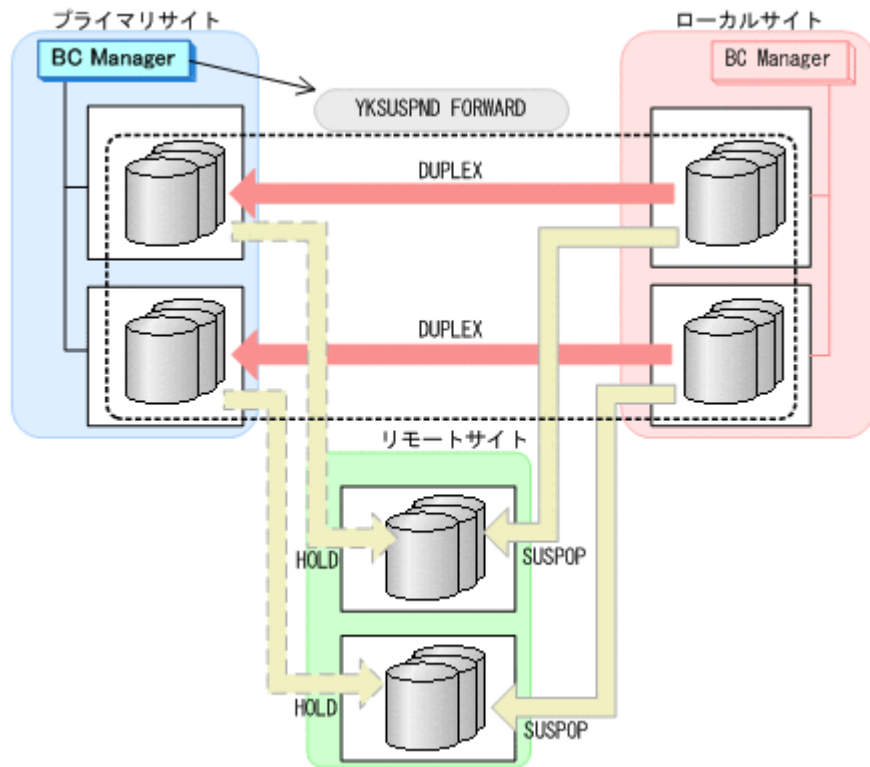 プライマリサイト
ローカルサイト
BC Manager
BC Manager
YKSUSPND FORWARD
DUPLEX
DUPLEX
リモートサイト
HOLD
SUSPOP
HOLD
SUSPOP